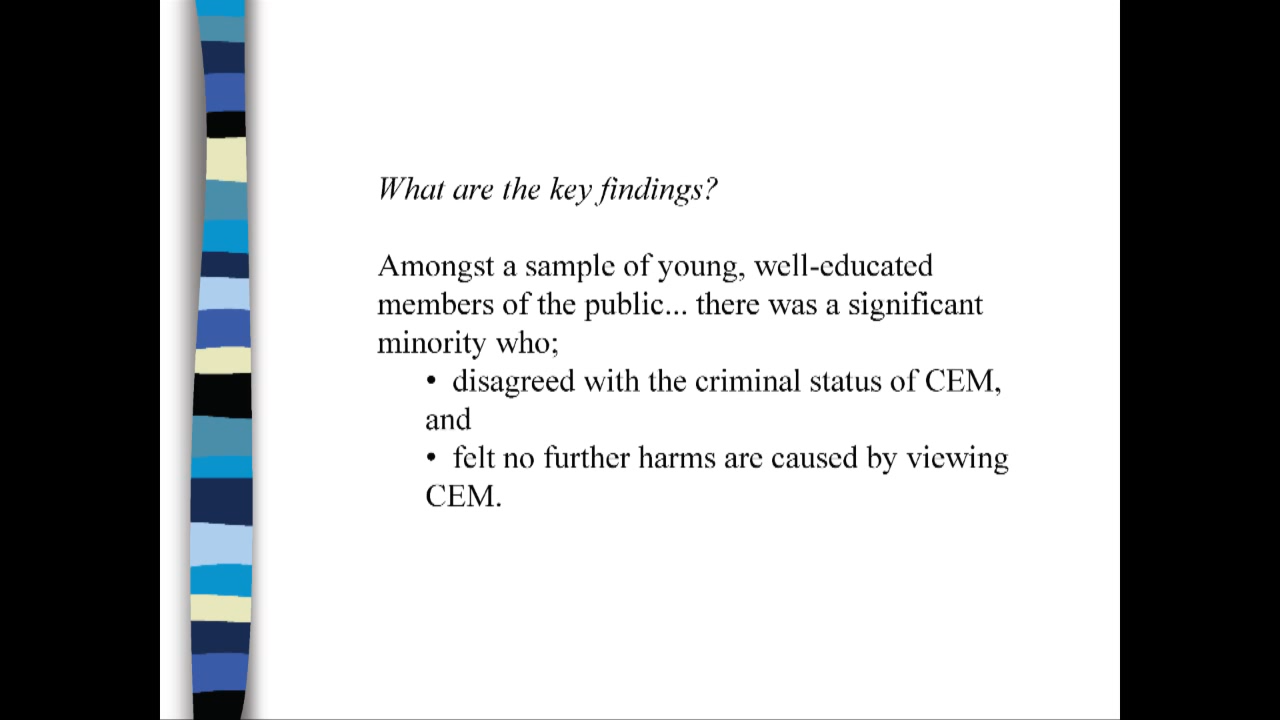 What are the key findings?
Amongst a sample of young, well-educated
members of the public... there was a significant
minority who;
• disagreed with the criminal status of CEM,
and
• felt no further harms are caused by viewing
CEM.